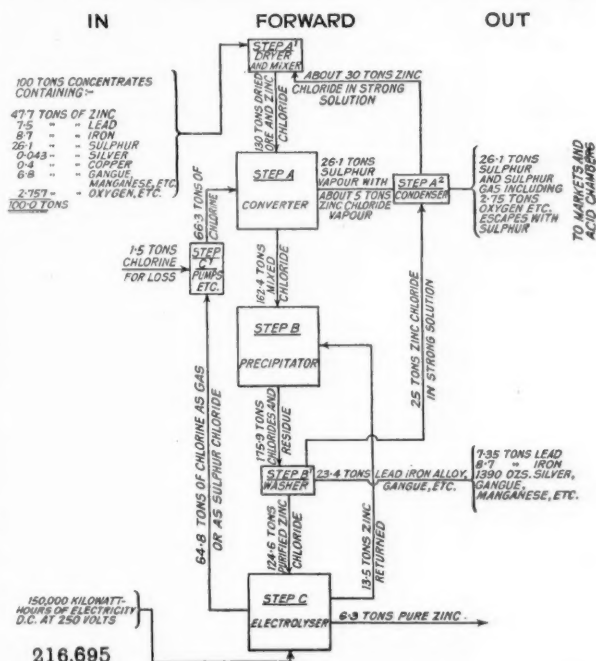 IN
FORWARD
OUT
STEP A¹
DRYER
AND MIXER
100 TONS CONCENTRATES
CONTAINING:-
47·7 TONS OF ZINC
7·5 " " LEAD
8·7 " " IRON
26·1 " " SULPHUR
0·043 " " SILVER
0·4 " " COPPER
6·8 " " GANGUE,
MANGANESE, ETC.
2·757 " " OXYGEN, ETC.
100·0 TONS
130 TONS DRIED
ORE AND ZINC
CHLORIDE
ABOUT 30 TONS ZINC
CHLORIDE IN STRONG
SOLUTION
STEP A
CONVERTER
26·1 TONS
SULPHUR
VAPOUR WITH
ABOUT 5 TONS
ZINC CHLORIDE
VAPOUR
STEP A²
CONDENSER
26·1 TONS
SULPHUR
AND SULPHUR
GAS INCLUDING
2·75 TONS
OXYGEN ETC.
ESCAPES WITH
SULPHUR
TO MARKETS AND
ACID CHAMBERS
66·3 TONS OF
CHLORINE
1·5 TONS
CHLORINE
FOR LOSS
STEP
C¹
PUMPS
ETC.
162·4 TONS
MIXED
CHLORIDE
STEP B
PRECIPITATOR
25 TONS ZINC CHLORIDE
IN STRONG SOLUTION
175·9 TONS
CHLORIDES AND
RESIDUE
64·8 TONS OF CHLORINE AS GAS
OR AS SULPHUR CHLORIDE
STEP B¹
WASHER
23·4 TONS LEAD IRON ALLOY,
GANGUE, ETC.
7·35 TONS LEAD
8·7 " IRON
1390 OZS. SILVER,
GANGUE,
MANGANESE, ETC.
124·6 TONS
PURIFIED ZINC
CHLORIDE
13·5 TONS ZINC
RETURNED
STEP C
ELECTROLYSER
150,000 KILOWATT-
HOURS OF ELECTRICITY
D.C. AT 250 VOLTS
6·3 TONS PURE ZINC
216,695